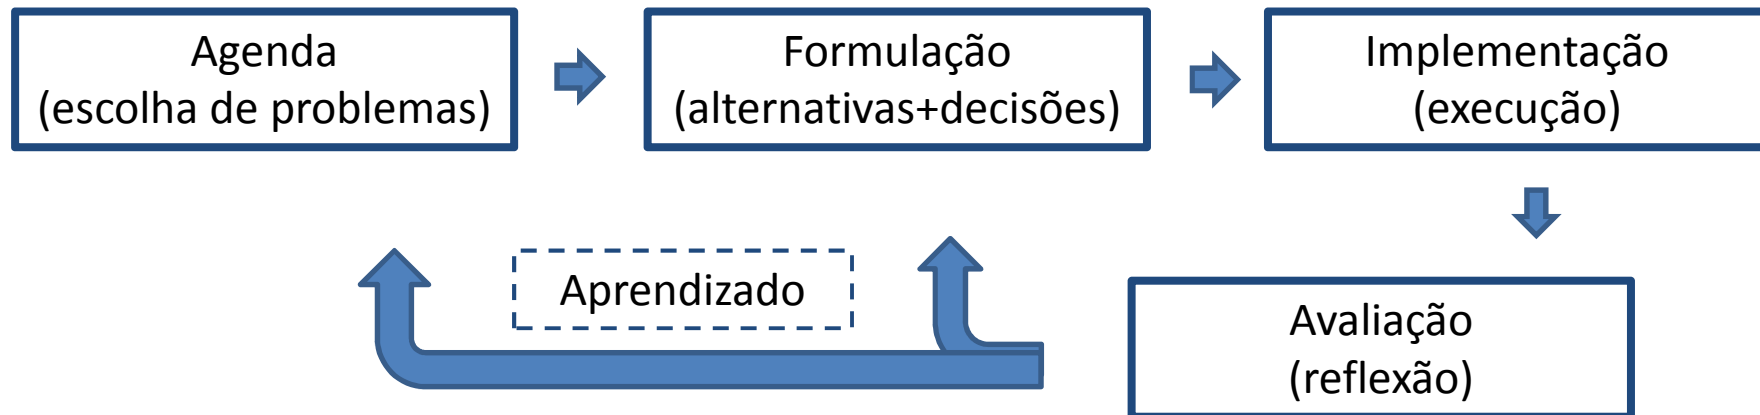 Agenda
(escolha de problemas)
Formulação
(alternativas+decisões)
Implementação
(execução)
Aprendizado
Avaliação
(reflexão)